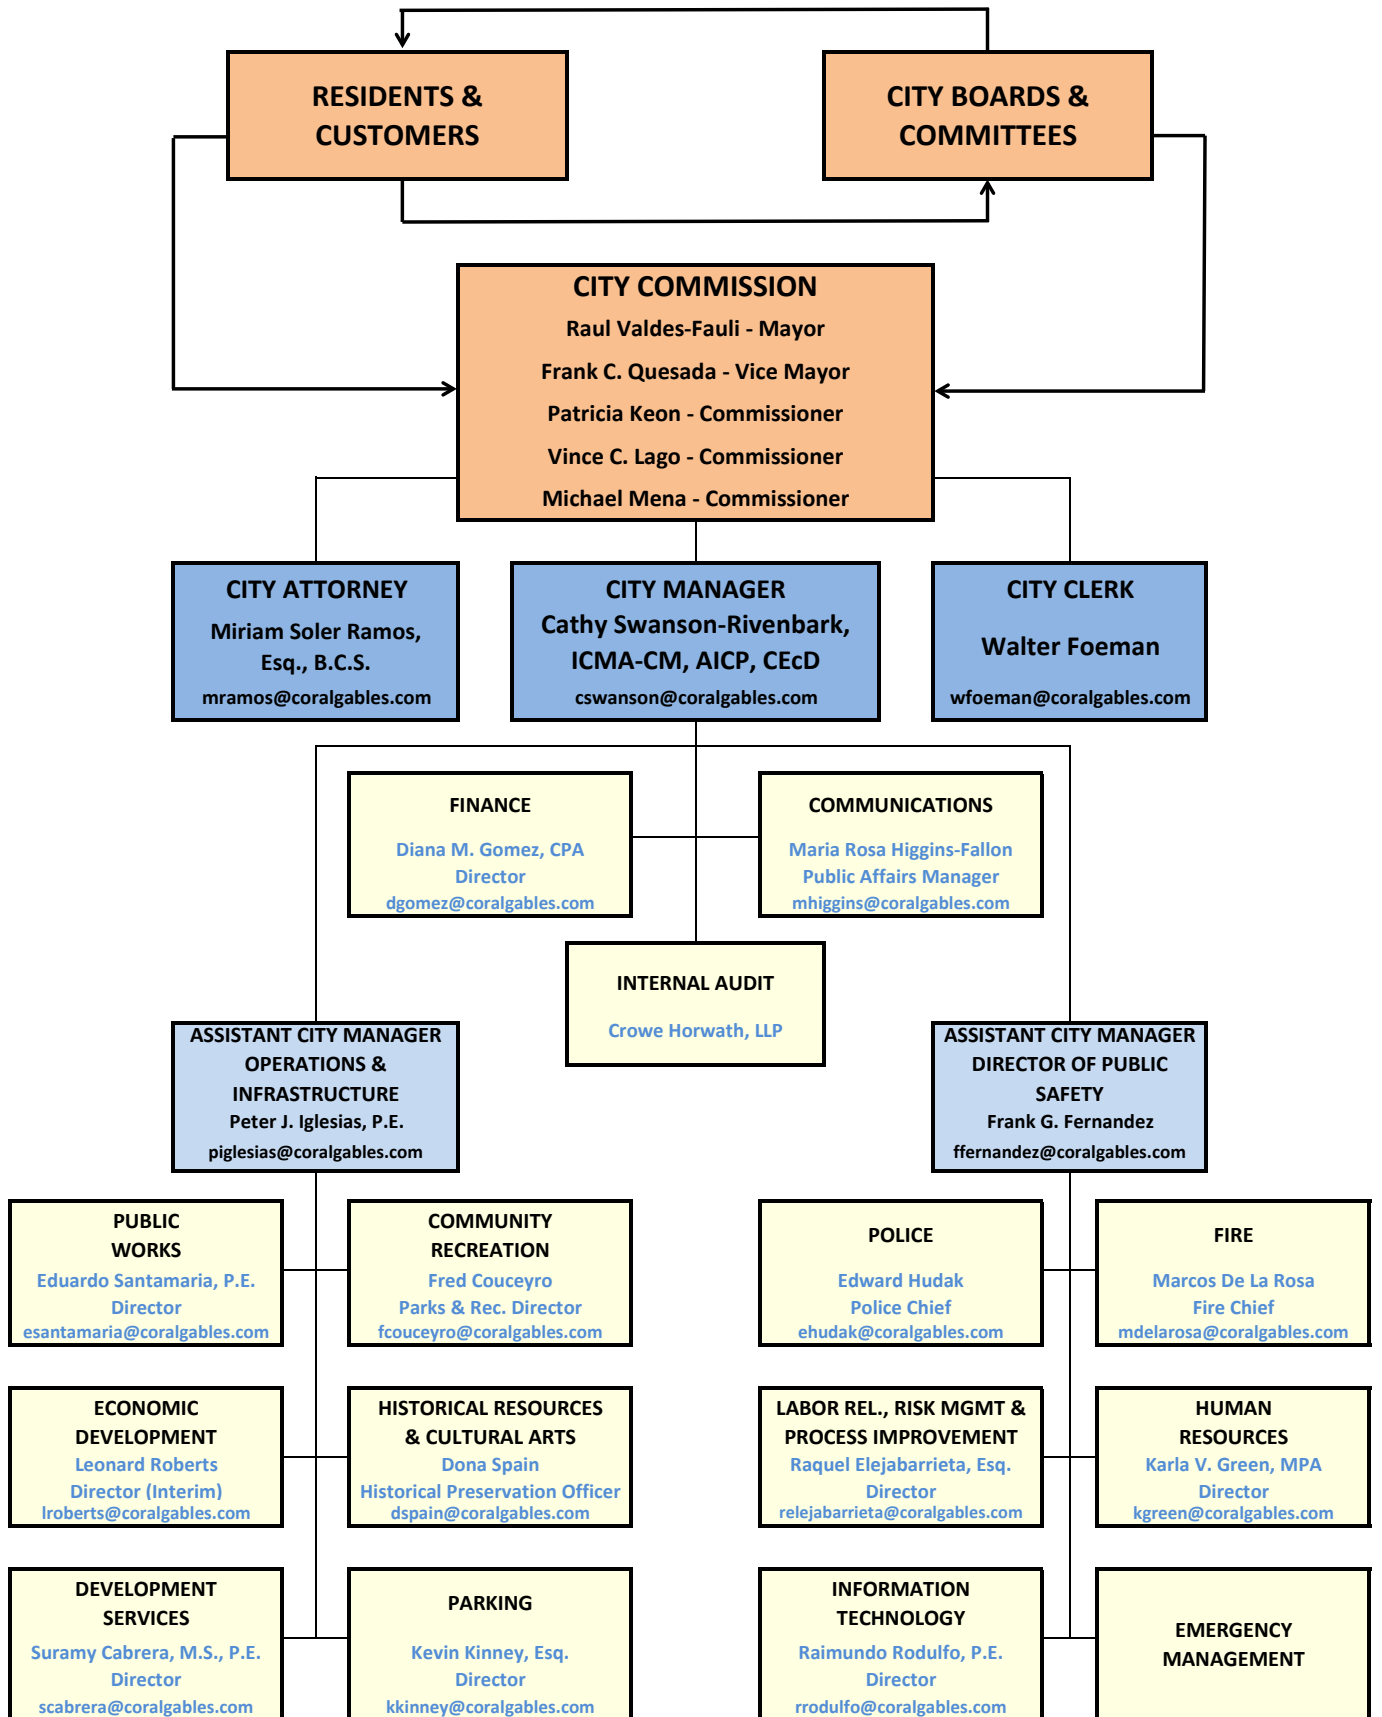 RESIDENTS &
CUSTOMERS
CITY BOARDS &
COMMITTEES
CITY COMMISSION
Raul Valdes-Fauli - Mayor
Frank C. Quesada - Vice Mayor
Patricia Keon - Commissioner
Vince C. Lago - Commissioner
Michael Mena - Commissioner
CITY ATTORNEY
Miriam Soler Ramos,
Esq., B.C.S.
mramos@coralgables.com
CITY MANAGER
Cathy Swanson-Rivenbark,
ICMA-CM, AICP, CEcD
cswanson@coralgables.com
CITY CLERK
Walter Foeman
wfoeman@coralgables.com
FINANCE
Diana M. Gomez, CPA
Director
dgomez@coralgables.com
COMMUNICATIONS
Maria Rosa Higgins-Fallon
Public Affairs Manager
mhiggins@coralgables.com
INTERNAL AUDIT
Crowe Horwath, LLP
ASSISTANT CITY MANAGER
OPERATIONS &
INFRASTRUCTURE
Peter J. Iglesias, P.E.
piglesias@coralgables.com
ASSISTANT CITY MANAGER
DIRECTOR OF PUBLIC
SAFETY
Frank G. Fernandez
ffernandez@coralgables.com
PUBLIC
WORKS
Eduardo Santamaria, P.E.
Director
esantamaria@coralgables.com
COMMUNITY
RECREATION
Fred Couceyro
Parks & Rec. Director
fcouceyro@coralgables.com
POLICE
Edward Hudak
Police Chief
ehudak@coralgables.com
FIRE
Marcos De La Rosa
Fire Chief
mdelarosa@coralgables.com
ECONOMIC
DEVELOPMENT
Leonard Roberts
Director (Interim)
lroberts@coralgables.com
HISTORICAL RESOURCES
& CULTURAL ARTS
Dona Spain
Historical Preservation Officer
dspain@coralgables.com
LABOR REL., RISK MGMT &
PROCESS IMPROVEMENT
Raquel Elejabarrieta, Esq.
Director
relejabarrieta@coralgables.com
HUMAN
RESOURCES
Karla V. Green, MPA
Director
kgreen@coralgables.com
DEVELOPMENT
SERVICES
Suramy Cabrera, M.S., P.E.
Director
scabrera@coralgables.com
PARKING
Kevin Kinney, Esq.
Director
kkinney@coralgables.com
INFORMATION
TECHNOLOGY
Raimundo Rodulfo, P.E.
Director
rrodulfo@coralgables.com
EMERGENCY
MANAGEMENT